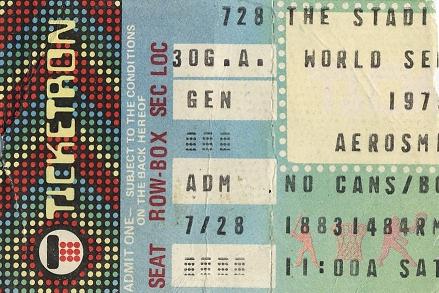 TICKETRON
ADMIT ONE— SUBJECT TO THE CONDITIONS
ON THE BACK HEREOF
SEAT ROW-BOX SEC LOC
728
30G.A.
GEN
ADM
7/28
THE STADI
WORLD SE
197
AEROSM
NO CANS/BO
18831484RM
11:00A SAT